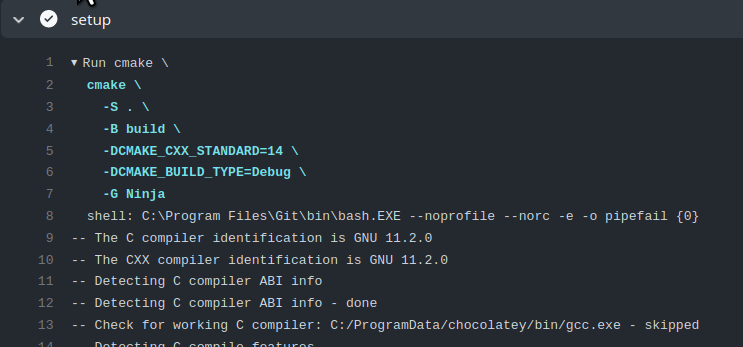 setup
1 ▼ Run cmake \
2 cmake \
3 -S . \
4 -B build \
5 -DCMAKE_CXX_STANDARD=14 \
6 -DCMAKE_BUILD_TYPE=Debug \
7 -G Ninja
8 shell: C:\Program Files\Git\bin\bash.EXE --noprofile --norc -e -o pipefail {0}
9 -- The C compiler identification is GNU 11.2.0
10 -- The CXX compiler identification is GNU 11.2.0
11 -- Detecting C compiler ABI info
12 -- Detecting C compiler ABI info - done
13 -- Check for working C compiler: C:/ProgramData/chocolatey/bin/gcc.exe - skipped
14 -- Detecting C compile features